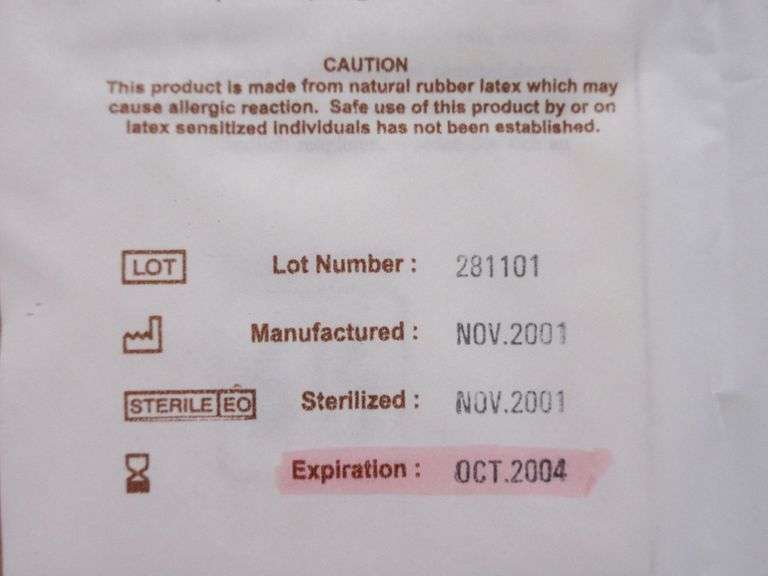 CAUTION
This product is made from natural rubber latex which may
cause allergic reaction. Safe use of this product by or on
latex sensitized individuals has not been established.
LOT Lot Number : 281101
Manufactured : NOV.2001
STERILE EO Sterilized : NOV.2001
Expiration : OCT.2004